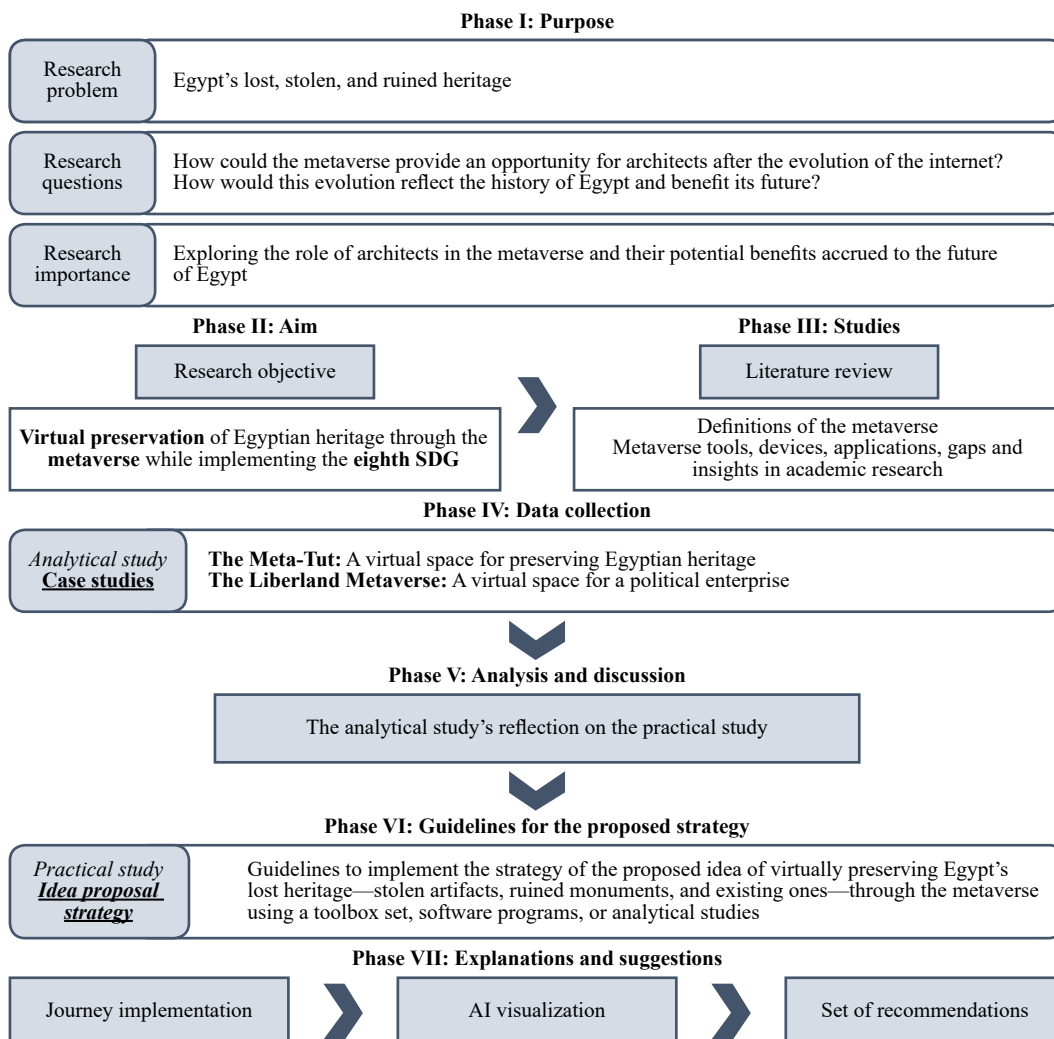 Phase I: Purpose
Research
problem
Egypt’s lost, stolen, and ruined heritage
Research
questions
How could the metaverse provide an opportunity for architects after the evolution of the internet?
How would this evolution reflect the history of Egypt and benefit its future?
Research
importance
Exploring the role of architects in the metaverse and their potential benefits accrued to the future
of Egypt
Phase II: Aim
Research objective
Virtual preservation of Egyptian heritage through the
metaverse while implementing the eighth SDG
Phase III: Studies
Literature review
Definitions of the metaverse
Metaverse tools, devices, applications, gaps and
insights in academic research
Phase IV: Data collection
Analytical study
Case studies
The Meta-Tut: A virtual space for preserving Egyptian heritage
The Liberland Metaverse: A virtual space for a political enterprise
Phase V: Analysis and discussion
The analytical study’s reflection on the practical study
Phase VI: Guidelines for the proposed strategy
Practical study
Idea proposal
strategy
Guidelines to implement the strategy of the proposed idea of virtually preserving Egypt’s
lost heritage—stolen artifacts, ruined monuments, and existing ones—through the metaverse
using a toolbox set, software programs, or analytical studies
Phase VII: Explanations and suggestions
Journey implementation
AI visualization
Set of recommendations